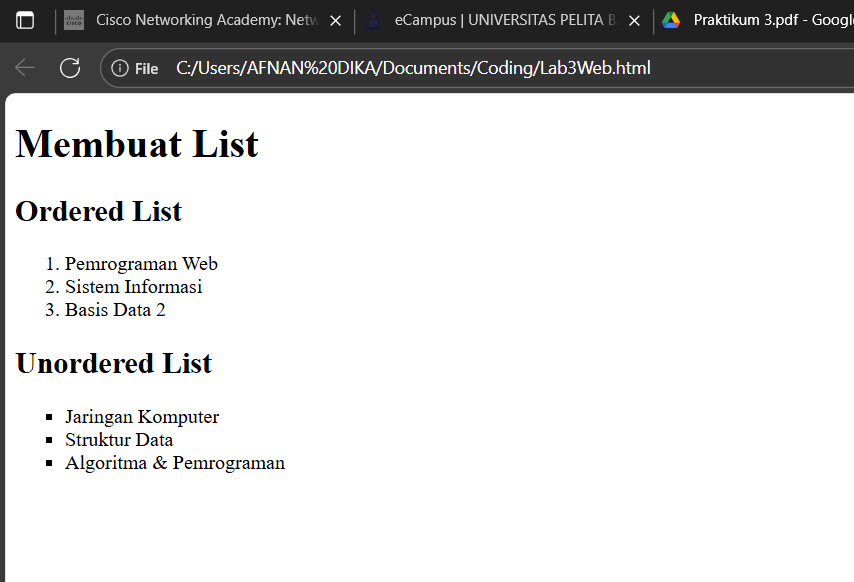 Cisco Networking Academy: Netw
eCampus | UNIVERSITAS PELITA B
Praktikum 3.pdf - Google
File C:/Users/AFNAN%20DIKA/Documents/Coding/Lab3Web.html
Membuat List
Ordered List
1. Pemrograman Web
2. Sistem Informasi
3. Basis Data 2
Unordered List
▪ Jaringan Komputer
▪ Struktur Data
▪ Algoritma & Pemrograman